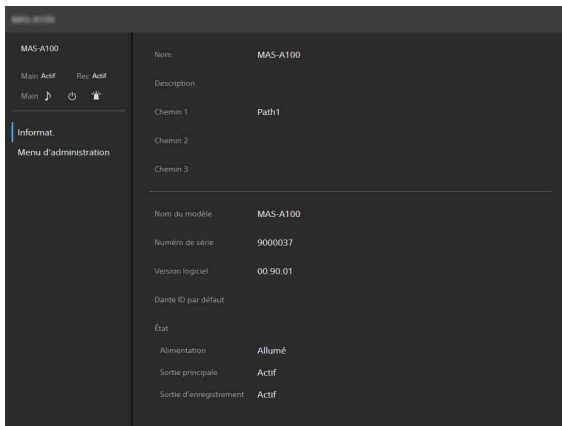 MAS-A100
MAS-A100
Main Actif Rec Actif
Main
Informat.
Menu d'administration
Nom MAS-A100
Description
Chemin 1 Path1
Chemin 2
Chemin 3
Nom du modèle MAS-A100
Numéro de série 9000037
Version logiciel 00.90.01
Dante ID par défaut
État
Alimentation Allumé
Sortie principale Actif
Sortie d'enregistrement Actif